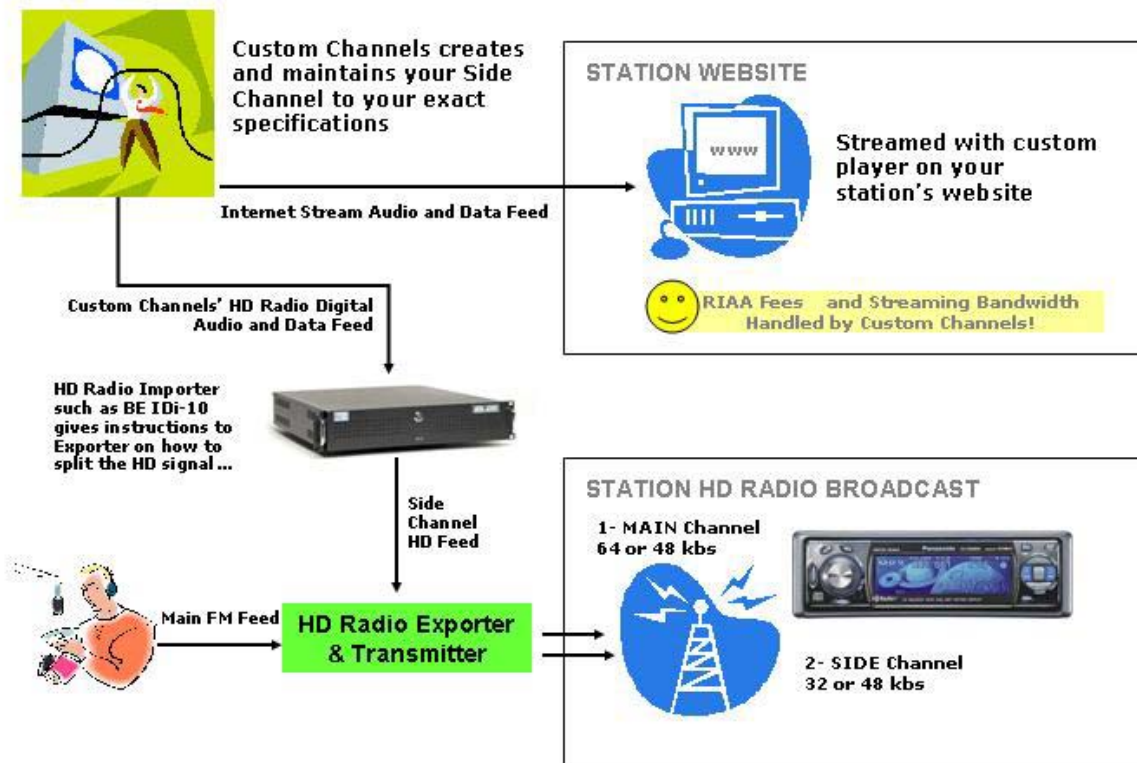 Custom Channels creates
and maintains your Side
Channel to your exact
specifications
STATION WEBSITE
www
Streamed with custom
player on your
station's website
Internet Stream Audio and Data Feed
RIAA Fees and Streaming Bandwidth
Handled by Custom Channels!
Custom Channels' HD Radio Digital
Audio and Data Feed
HD Radio Importer
such as BE IDi-10
gives instructions to
Exporter on how to
split the HD signal ...
Side
Channel
HD Feed
STATION HD RADIO BROADCAST
1- MAIN Channel
64 or 48 kbs
Panasonic
Main FM Feed
HD Radio Exporter
& Transmitter
2- SIDE Channel
32 or 48 kbs